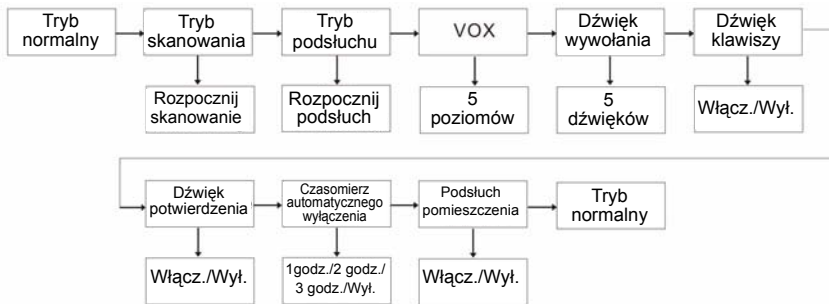 Tryb
normalny
Tryb
skanowania
Tryb
podsłuchu
VOX
Dźwięk
wywołania
Dźwięk
klawiszy
Rozpocznij
skanowanie
Rozpocznij
podsłuch
5
poziomów
5
dźwięków
Włącz./Wył.
Dźwięk
potwierdzenia
Czasomierz
automatycznego
wyłączenia
Podsłuch
pomieszczenia
Tryb
normalny
Włącz./Wył.
1godz./2 godz./
3 godz./Wył.
Włącz./Wył.